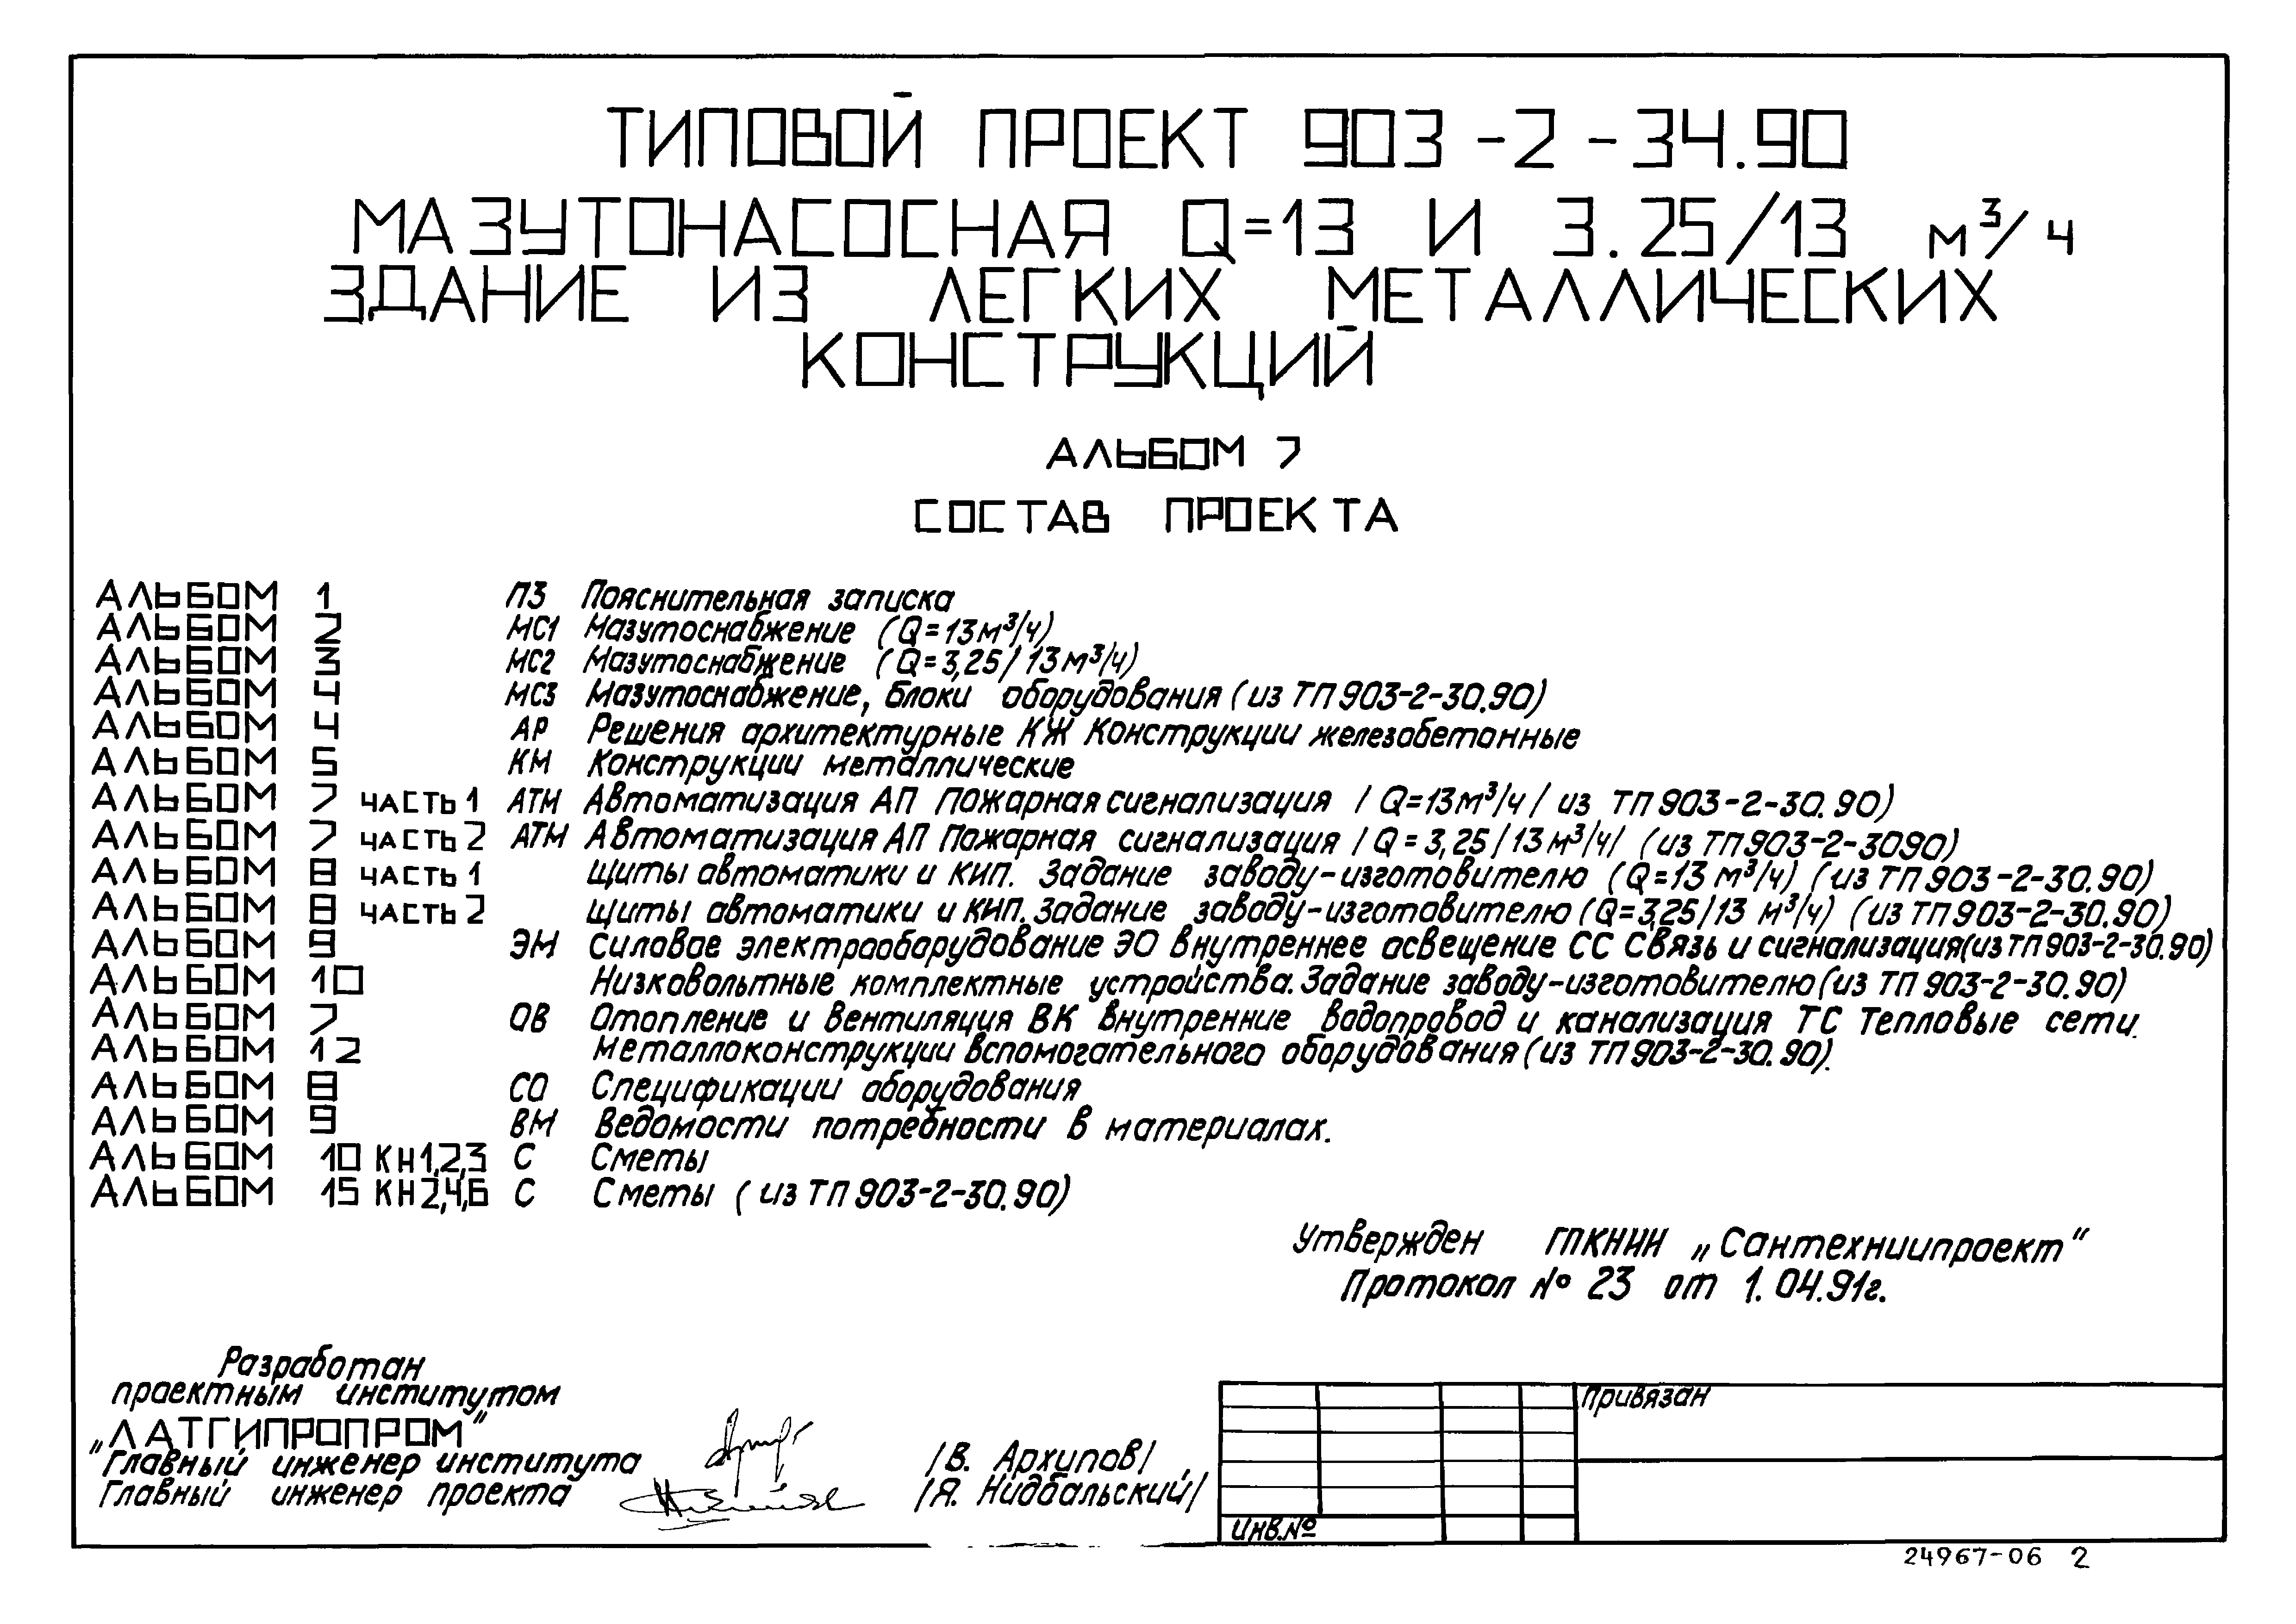 ТИПОВОЙ ПРОЕКТ 903-2-34.90
МАЗУТОНАСОСНАЯ Q=13 И 3.25/13 м³/ч
ЗДАНИЕ ИЗ ЛЕГКИХ МЕТАЛЛИЧЕСКИХ
КОНСТРУКЦИЙ
АЛЬБОМ 7
СОСТАВ ПРОЕКТА
АЛЬБОМ 1 ПЗ Пояснительная записка
АЛЬБОМ 2 МС1 Мазутоснабжение (Q=13м³/ч)
АЛЬБОМ 3 МС2 Мазутоснабжение (Q=3,25/13м³/ч)
АЛЬБОМ 4 МС3 Мазутоснабжение, Блоки оборудования (из ТП 903-2-30.90)
АЛЬБОМ 4 АР Решения архитектурные КЖ Конструкции железобетонные
АЛЬБОМ 5 КМ Конструкции металлические
АЛЬБОМ 7 ЧАСТЬ 1 АТМ Автоматизация АП Пожарная сигнализация / Q=13м³/ч / из ТП 903-2-30.90)
АЛЬБОМ 7 ЧАСТЬ 2 АТМ Автоматизация АП Пожарная сигнализация / Q=3,25/13 м³/ч/ (из ТП 903-2-3090)
АЛЬБОМ 8 ЧАСТЬ 1 Щиты автоматики и КИП. Задание заводу-изготовителю (Q=13 м³/ч) (из ТП 903-2-30.90)
АЛЬБОМ 8 ЧАСТЬ 2 Щиты автоматики и КИП. Задание заводу-изготовителю (Q=3,25/13 м³/ч) (из ТП 903-2-30.90)
АЛЬБОМ 9 ЭМ Силовое электрооборудование ЭО Внутреннее освещение СС Связь и сигнализация(из ТП 903-2-30.90)
АЛЬБОМ 10 Низковольтные комплектные устройства. Задание заводу-изготовителю (из ТП 903-2-30.90)
АЛЬБОМ 7 ОВ Отопление и вентиляция ВК Внутренние водопровод и канализация ТС Тепловые сети.
АЛЬБОМ 12 Металлоконструкции вспомогательного оборудования (из ТП 903-2-30.90).
АЛЬБОМ 8 СО Спецификации оборудования
АЛЬБОМ 9 ВМ Ведомости потребности в материалах.
АЛЬБОМ 10 КН1,2,3 С Сметы
АЛЬБОМ 15 КН2,4,6 С Сметы (из ТП 903-2-30.90)
Утвержден ГПКНИИ „Сантехниипроект"
Протокол № 23 от 1.04.91г.
Разработан
проектным институтом
„ЛАТГИПРОПРОМ"
Главный инженер института /В. Архипов/
Главный инженер проекта /Я. Нидбальский/
Привязан
Инв.№
24967-06 2